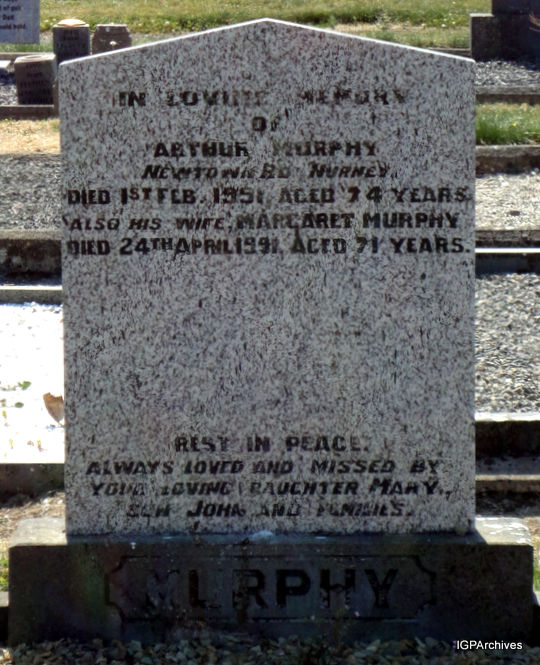 IN LOVING MEMORY
OF
ARTHUR MURPHY
NEWTOWN RD. NURNEY.
DIED 1ST FEB. 1991, AGED 74 YEARS.
ALSO HIS WIFE, MARGARET MURPHY
DIED 24TH APRIL 1991, AGED 71 YEARS.
REST IN PEACE.
ALWAYS LOVED AND MISSED BY
YOUR LOVING DAUGHTER MARY,
SON JOHN AND FAMILIES.
MURPHY
IGPArchives